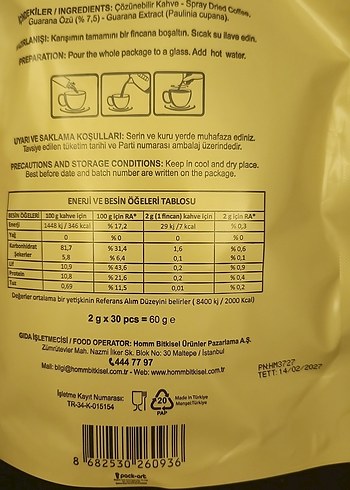 İÇİNDEKİLER / INGREDIENTS: Çözünebilir Kahve - Spray Dried Coffee,
Guarana Özü (% 7,5) - Guarana Extract (Paulinia cupana).
HAZIRLANIŞI: Karışımın tamamını bir fincana boşaltın. Sıcak su ilave edin.
PREPARATION: Pour the whole package to a glass. Add hot water.
UYARI VE SAKLAMA KOŞULLARI: Serin ve kuru yerde muhafaza ediniz.
Tavsiye edilen tüketim tarihi ve Parti numarası ambalaj üzerindedir.
PRECAUTIONS AND STORAGE CONDITIONS: Keep in cool and dry place.
Best before date and batch number are written on the package.
ENERJİ VE BESİN ÖĞELERİ TABLOSU
BESİN ÖĞELERİ 100 g kahve için 100 g için RA* 2 g (1 fincan) kahve için 2 g için RA*
Enerji 1448 kj / 346 kcal % 17,2 29 kj /7 kcal % 0,3
Yağ 0 % 0 0 % 0
Karbonhidrat 81,7 % 31,4 1,6 % 0,6
Şekerler 5,8 % 6,4 0,1 % 0,1
Lif 10,9 % 43,6 0,2 % 0,9
Protein 10,8 % 21,6 0,2 % 0,4
Tuz 0,69 % 11,5 0,01 % 0,2
Değerler ortalama bir yetişkinin Referans Alım Düzeyini belirler ( 8400 kj / 2000 Kcal)
2 g x 30 pcs = 60 g e
GIDA İŞLETMECİSİ / FOOD OPERATOR: Homm Bitkisel Ürünler Pazarlama A.Ş.
Zümrütevler Mah. Nazmi İlker Sk. Blok No: 30 Maltepe / İstanbul
444 77 97
Mail: bilgi@hommbitkisel.com.tr - Web: www.hommbitkisel.com.tr
PN:HM3727
TETT: 14/02/2027
İşletme Kayıt Numarası:
TR-34-K-015154
20
PAP
Made in Türkiye
Menşei:Türkiye
8 682530 260936
pack-art